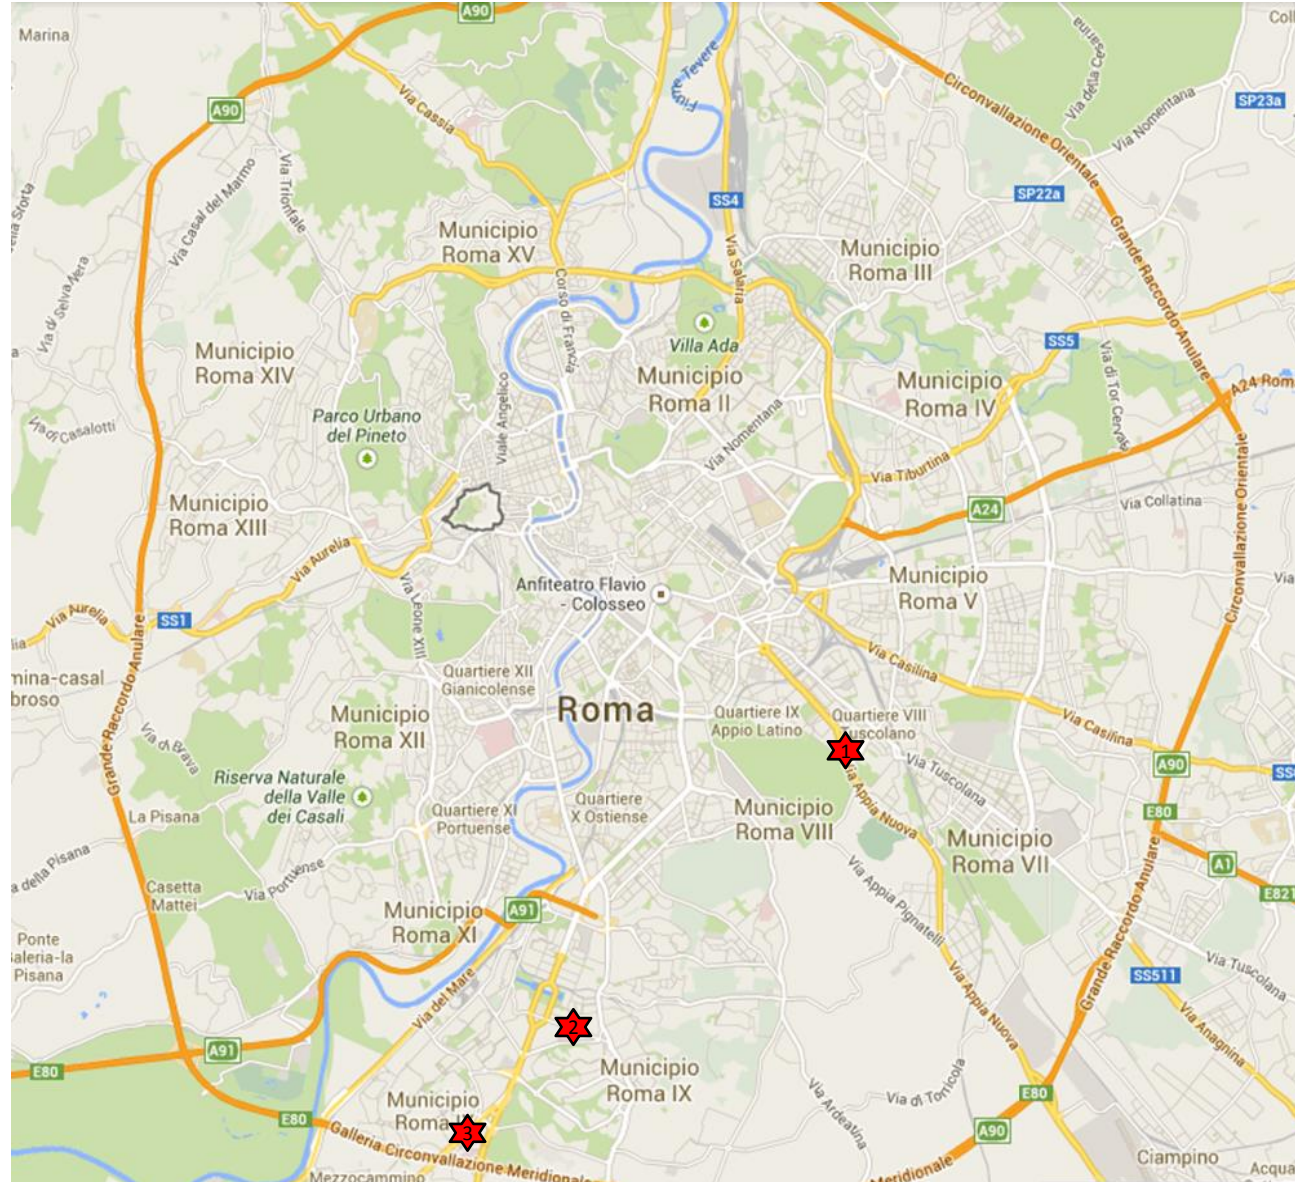 A90
Marina
Coll
Via della Cesarina
Fiume Tevere
Circonvallazione Orientale
SP23a
A90
Via Cassia
Via Nomentana
Via Trionfale
Via Casal del Marmo
SS4
SP22a
Grande Raccordo Anulare
Municipio
Roma XV
Via Salaria
Municipio
Roma III
Via di Selva Nera
Corso di Francia
Villa Ada
SS5
Via di Tor Cervara
Municipio
Roma XIV
Municipio
Roma II
Municipio
Roma IV
A24 Rom
Viale Angelico
Parco Urbano
del Pineto
Via Nomentana
Via di Casalotti
Via Tiburtina
Municipio
Roma XIII
A24
Via Collatina
Circonvallazione Orientale
Via Aurelia
Anfiteatro Flavio
- Colosseo
Municipio
Roma V
Via
Via Leone XIII
Via Aurelia
SS1
lia
Grande Raccordo Anulare
Via Casilina
mina-casal
broso
Quartiere XII
Gianicolense
Roma
Quartiere IX
Appio Latino
Quartiere VIII
Tuscolano
Via Casilina
Municipio
Roma XII
Via di Brava
1
A90
Via Tuscolana
Riserva Naturale
della Valle
dei Casali
Via Appia Nuova
La Pisana
Quartiere XI
Portuense
Quartiere
X Ostiense
Municipio
Roma VIII
E80
Municipio
Roma VII
a della Pisana
Via Portuense
Casetta
Mattei
Via Appia Pignatelli
A1
E821
Grande Raccordo Anulare
Municipio
Roma XI
A91
Ponte
Galeria-la
Pisana
Via del Mare
Via Appia Nuova
SS511
Via Tuscolana
2
Via Anagnina
A91
E80
Municipio
Roma IX
Via Ardeatina
Via di Torricola
E80
Municipio
Roma
3
E80
Galleria Circonvallazione Meridionale
A90
Meridionale
Mezzocammino
Ciampino
Acqua